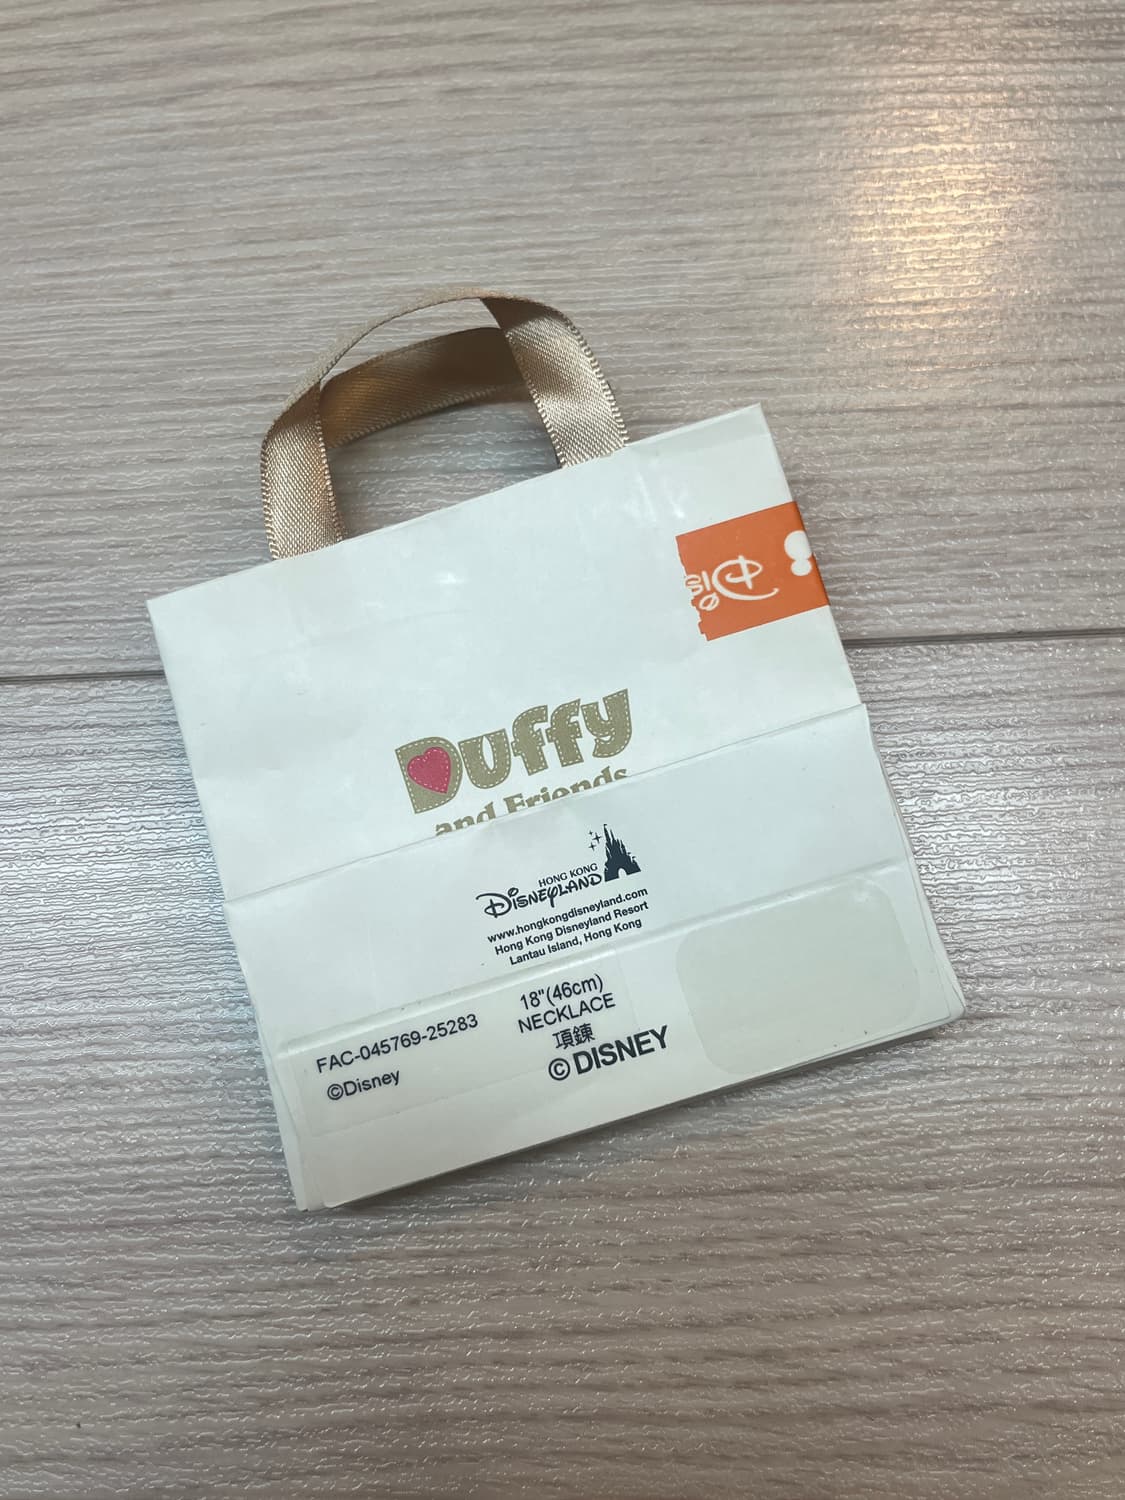 Dis
Duffy
and Friends
HONG KONG
DISNEYLAND
www.hongkongdisneyland.com
Hong Kong Disneyland Resort
Lantau Island, Hong Kong
18"(46cm)
NECKLACE
項鍊
© DISNEY
FAC-045769-25283
©Disney